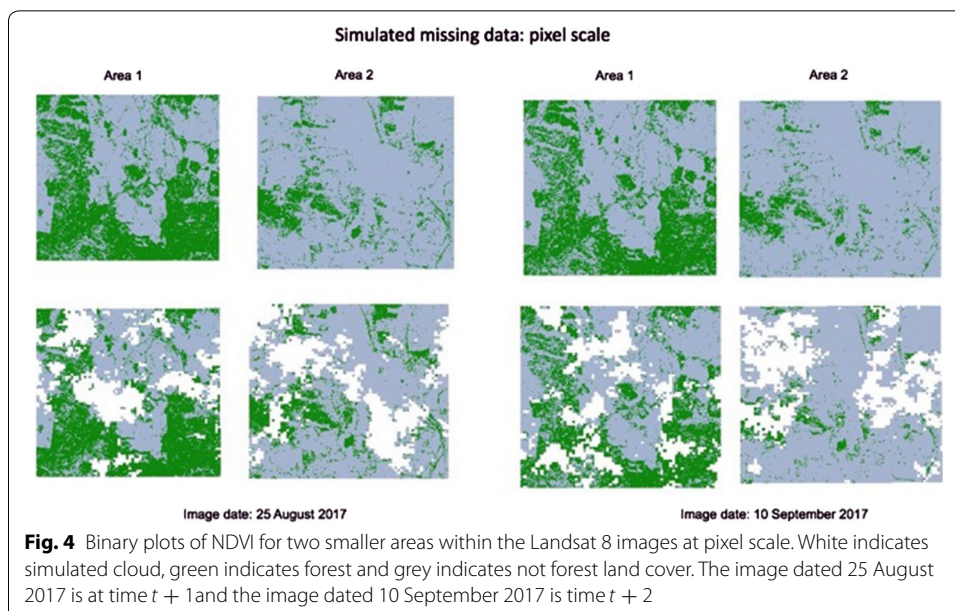 Simulated missing data: pixel scale
Area 1 Area 2 Area 1 Area 2
Image date: 25 August 2017 Image date: 10 September 2017
Fig. 4 Binary plots of NDVI for two smaller areas within the Landsat 8 images at pixel scale. White indicates
simulated cloud, green indicates forest and grey indicates not forest land cover. The image dated 25 August
2017 is at time t + 1and the image dated 10 September 2017 is time t + 2